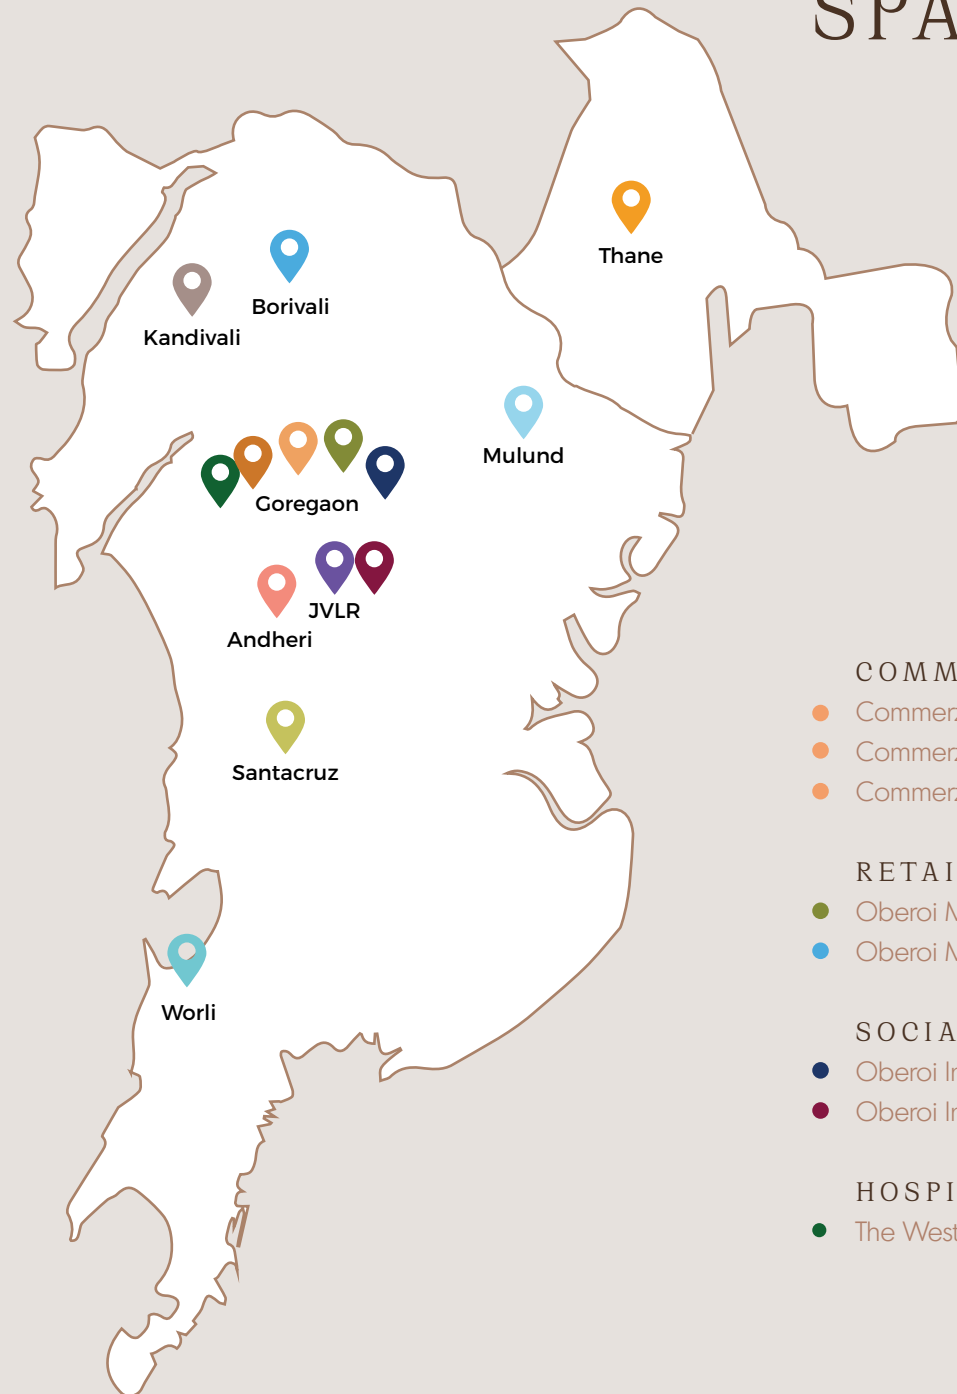 SPA
Thane
Borivali
Kandivali
Mulund
Goregaon
JVLR
Andheri
Santacruz
Worli
COMM
Commerz
Commerz
Commerz
RETAI
Oberoi M
Oberoi M
SOCIA
Oberoi In
Oberoi In
HOSPI
The West